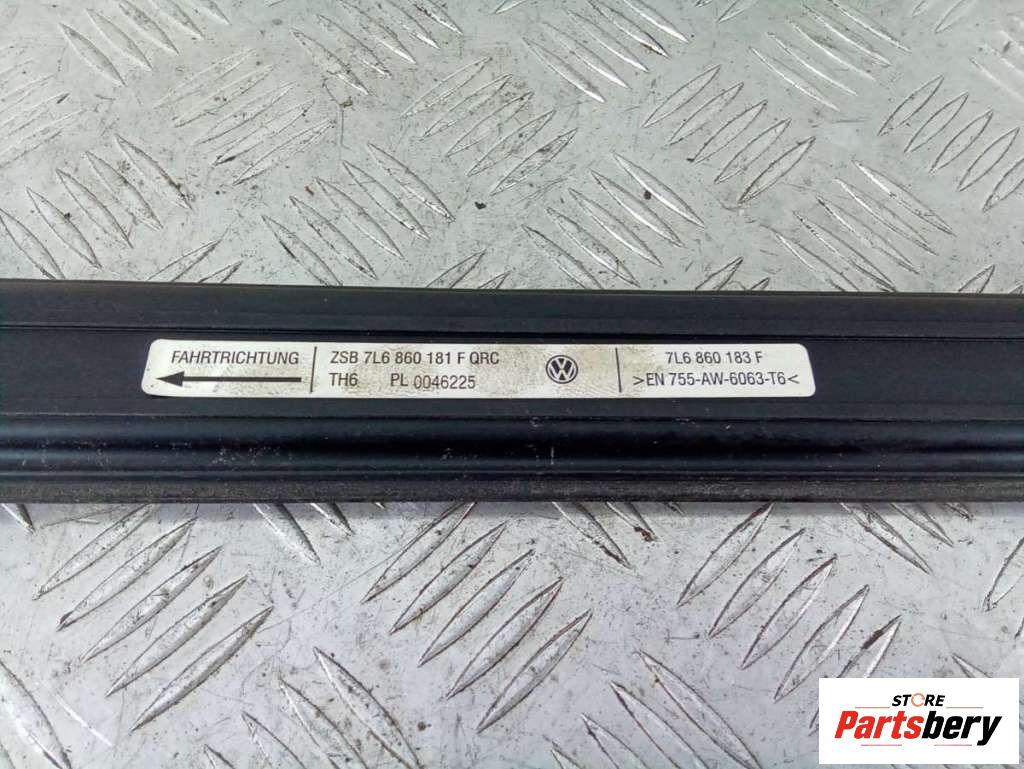 FAHRTRICHTUNG
ZSB 7L6 860 181 F QRC
TH6 PL 0046225
VW
7L6 860 183 F
>EN 755-AW-6063-T6<
STORE
Partsbery